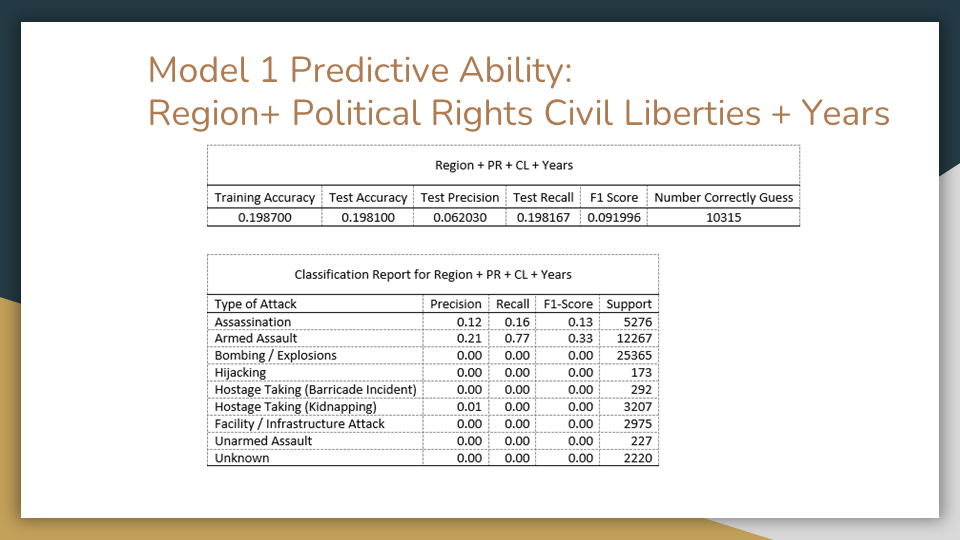 Model 1 Predictive Ability:
Region+ Political Rights Civil Liberties + Years
Region + PR + CL + Years
Training Accuracy Test Accuracy Test Precision Test Recall F1 Score Number Correctly Guess
0.198700 0.198100 0.062030 0.198167 0.091996 10315
Classification Report for Region + PR + CL + Years
Type of Attack Precision Recall F1-Score Support
Assassination 0.12 0.16 0.13 5276
Armed Assault 0.21 0.77 0.33 12267
Bombing / Explosions 0.00 0.00 0.00 25365
Hijacking 0.00 0.00 0.00 173
Hostage Taking (Barricade Incident) 0.00 0.00 0.00 292
Hostage Taking (Kidnapping) 0.01 0.00 0.00 3207
Facility / Infrastructure Attack 0.00 0.00 0.00 2975
Unarmed Assault 0.00 0.00 0.00 227
Unknown 0.00 0.00 0.00 2220